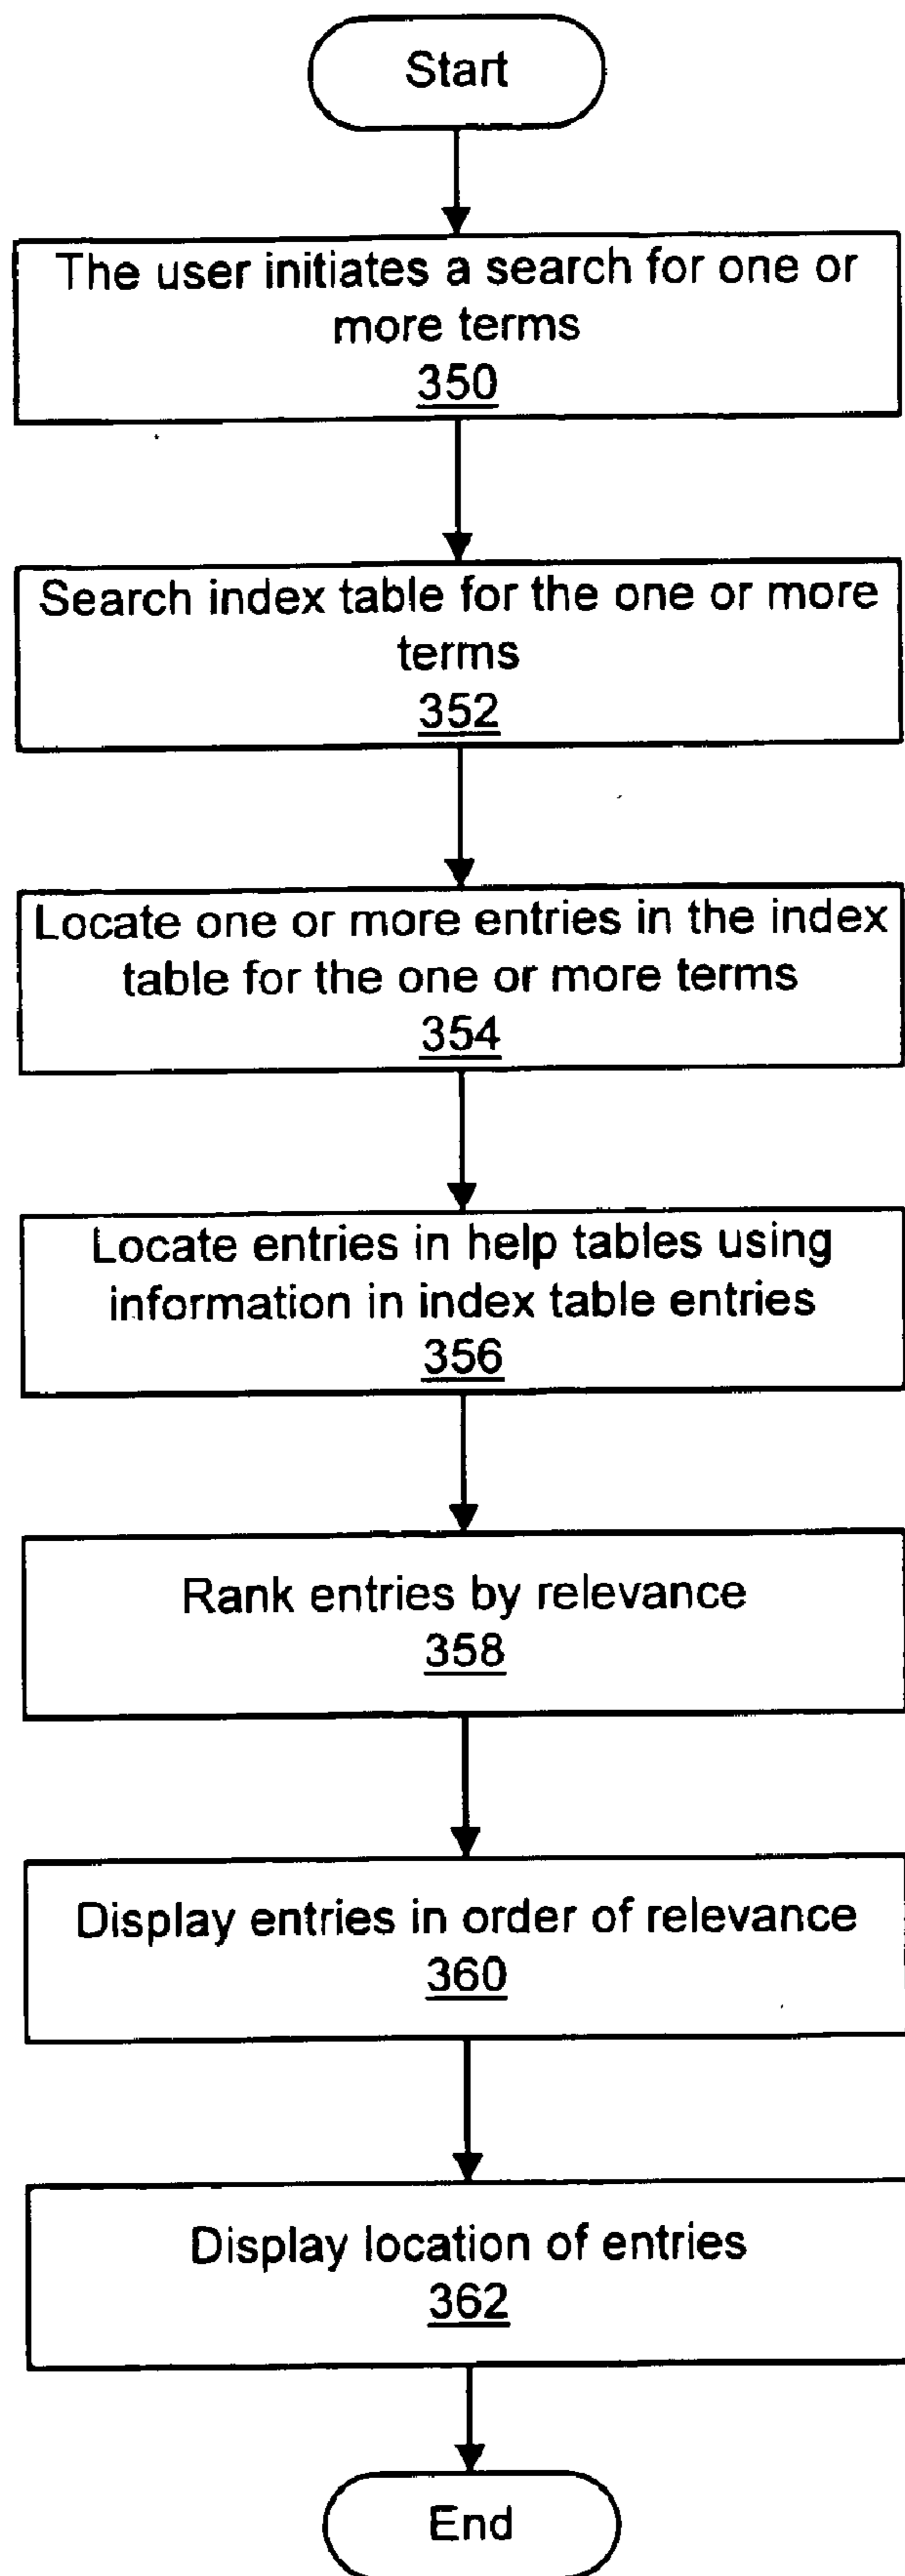 Start
The user initiates a search for one or
more terms
350
Search index table for the one or more
terms
352
Locate one or more entries in the index
table for the one or more terms
354
Locate entries in help tables using
information in index table entries
356
Rank entries by relevance
358
Display entries in order of relevance
360
Display location of entries
362
End